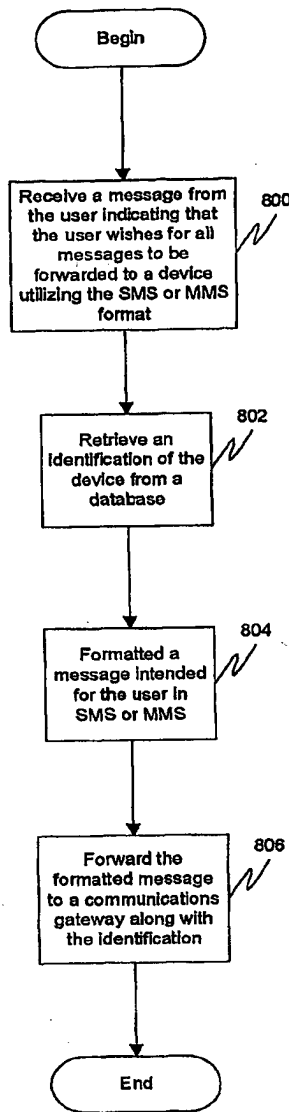 Begin
Receive a message from
the user indicating that
the user wishes for all
messages to be
forwarded to a device
utilizing the SMS or MMS
format
800
Retrieve an
identification of the
device from a
database
802
Formatted a
message intended
for the user in
SMS or MMS
804
Forward the
formatted message
to a communications
gateway along with
the identification
806
End